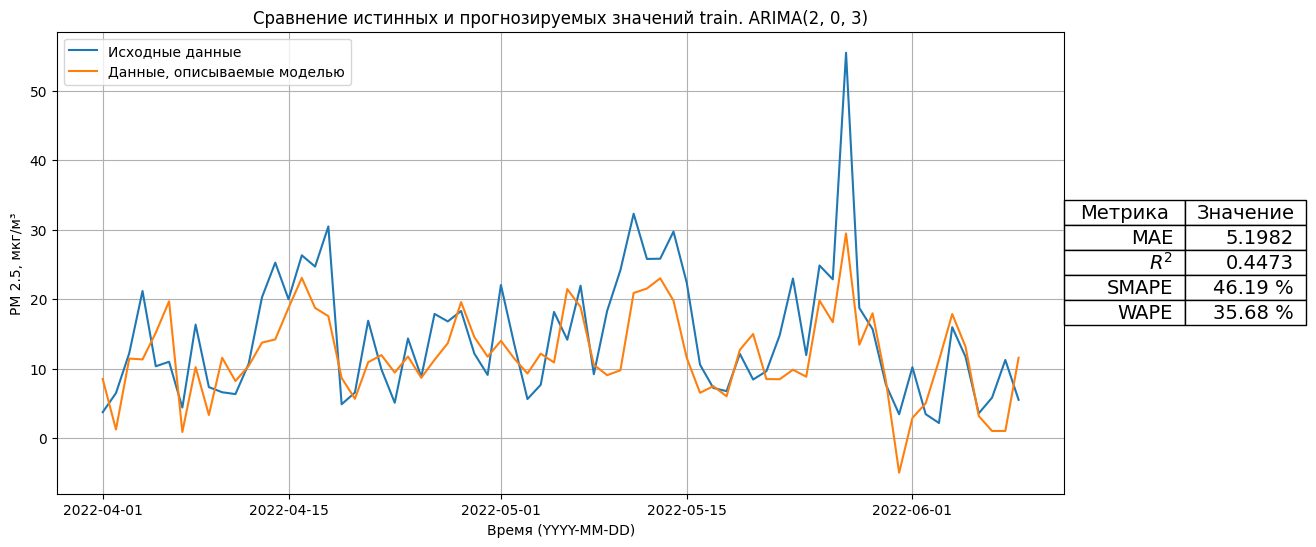 Сравнение истинных и прогнозируемых значений train. ARIMA(2, 0, 3)
Исходные данные
Данные, описываемые моделью
PM 2.5, мкг/м³
50
40
30
20
10
0
2022-04-01 2022-04-15 2022-05-01 2022-05-15 2022-06-01
Время (YYYY-MM-DD)
Метрика Значение
MAE 5.1982
R² 0.4473
SMAPE 46.19 %
WAPE 35.68 %